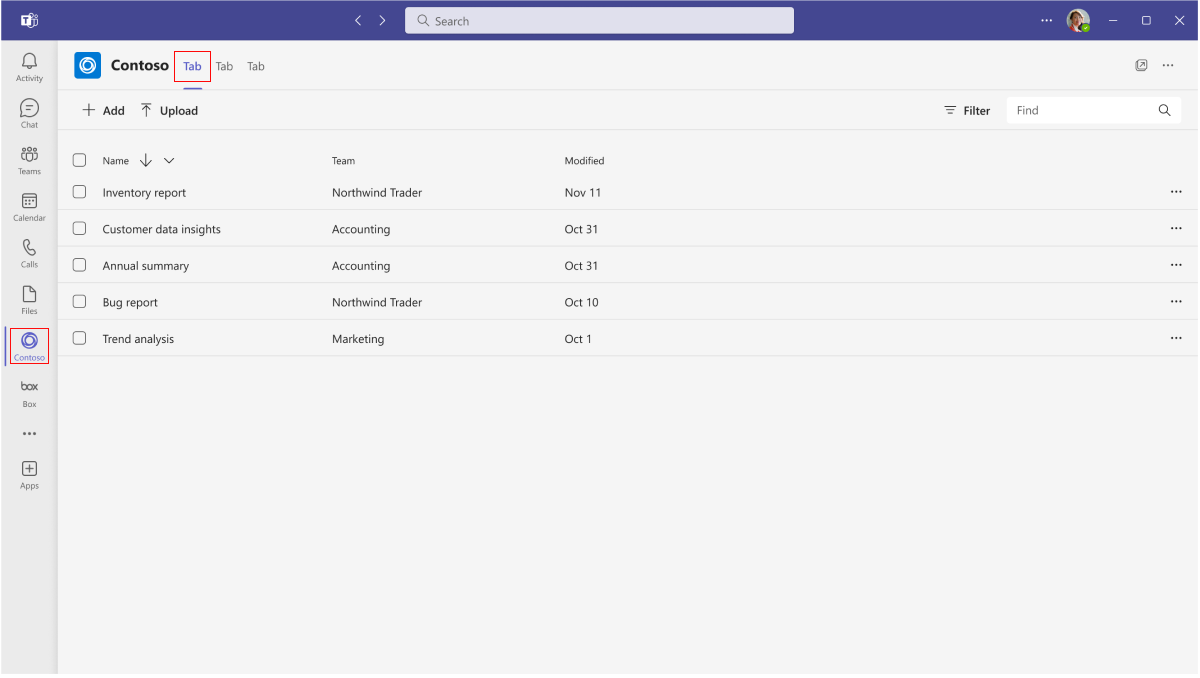 Search
Activity
Chat
Teams
Calendar
Calls
Files
Contoso
box
Box
Apps
Contoso Tab Tab Tab
Add Upload Filter Find
Name Team Modified
Inventory report Northwind Trader Nov 11
Customer data insights Accounting Oct 31
Annual summary Accounting Oct 31
Bug report Northwind Trader Oct 10
Trend analysis Marketing Oct 1